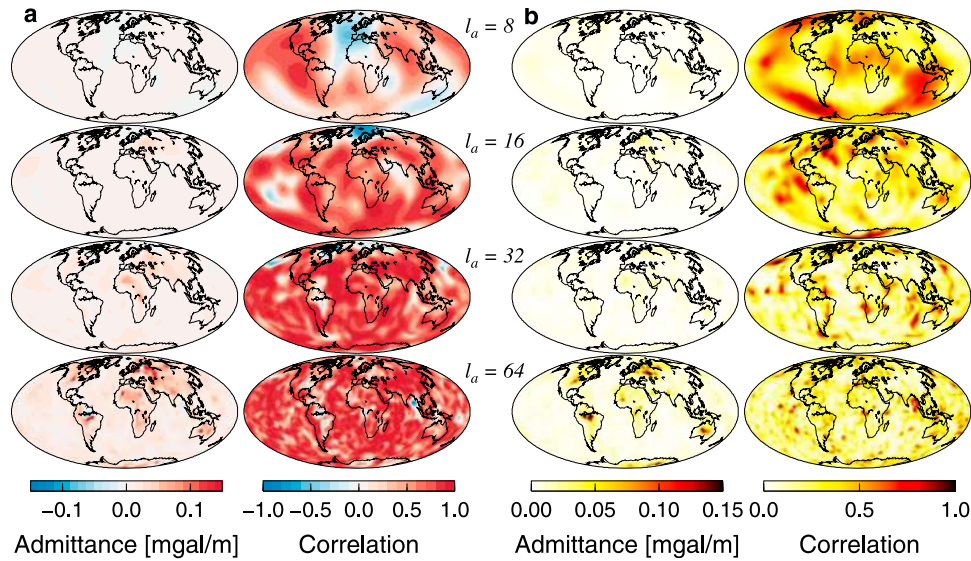 a
b
l_a = 8
l_a = 16
l_a = 32
l_a = 64
−0.1 0.0 0.1
−1.0 −0.5 0.0 0.5 1.0
0.00 0.05 0.10 0.15
0.0 0.5 1.0
Admittance [mgal/m] Correlation Admittance [mgal/m] Correlation